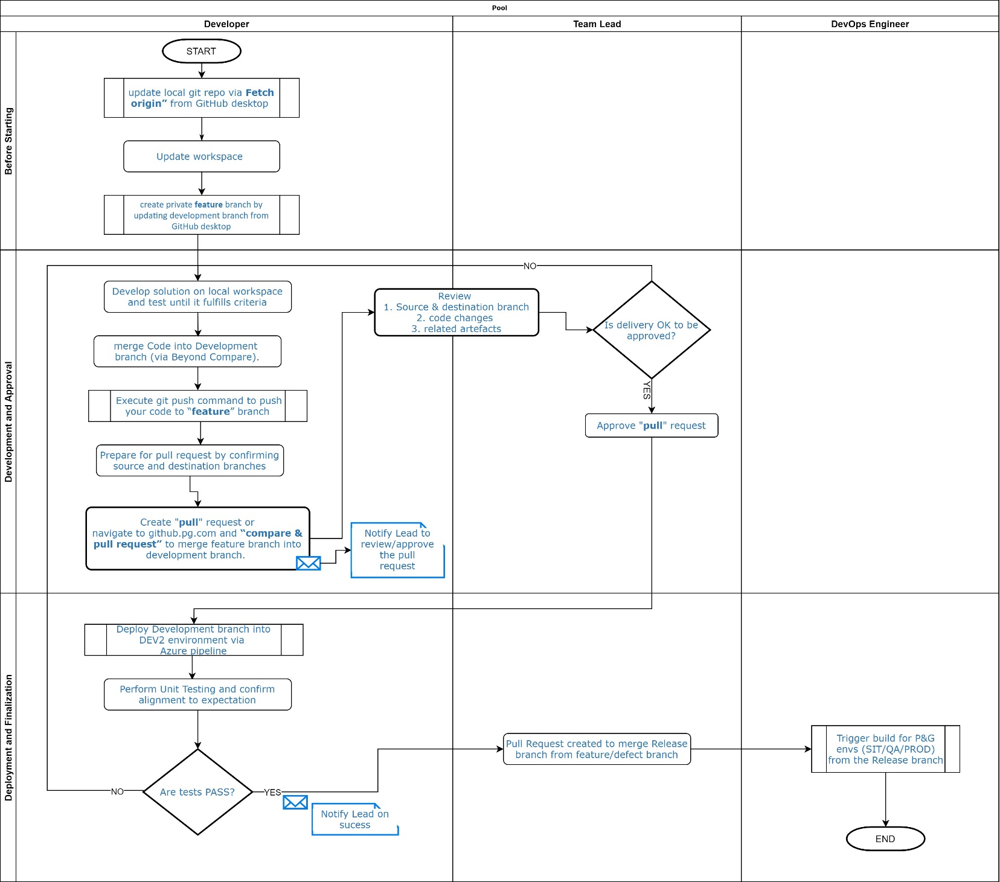 Pool
Developer
Team Lead
DevOps Engineer
Before Starting
START
update local git repo via Fetch
origin” from GitHub desktop
Update workspace
create private feature branch by
updating development branch from
GitHub desktop
Development and Approval
NO
Develop solution on local workspace
and test until it fulfills criteria
merge Code into Development
branch (via Beyond Compare).
Execute git push command to push
your code to “feature” branch
Prepare for pull request by confirming
source and destination branches
Create "pull" request or
navigate to github.pg.com and “compare &
pull request” to merge feature branch into
development branch.
Notify Lead to
review/approve
the pull
request
Review
1. Source & destination branch
2. code changes
3. related artefacts
Is delivery OK to be
approved?
YES
Approve "pull" request
Deployment and Finalization
Deploy Development branch into
DEV2 environment via
Azure pipeline
Perform Unit Testing and confirm
alignment to expectation
Are tests PASS?
NO
YES
Notify Lead on
sucess
Pull Request created to merge Release
branch from feature/defect branch
Trigger build for P&G
envs (SIT/QA/PROD)
from the Release branch
END